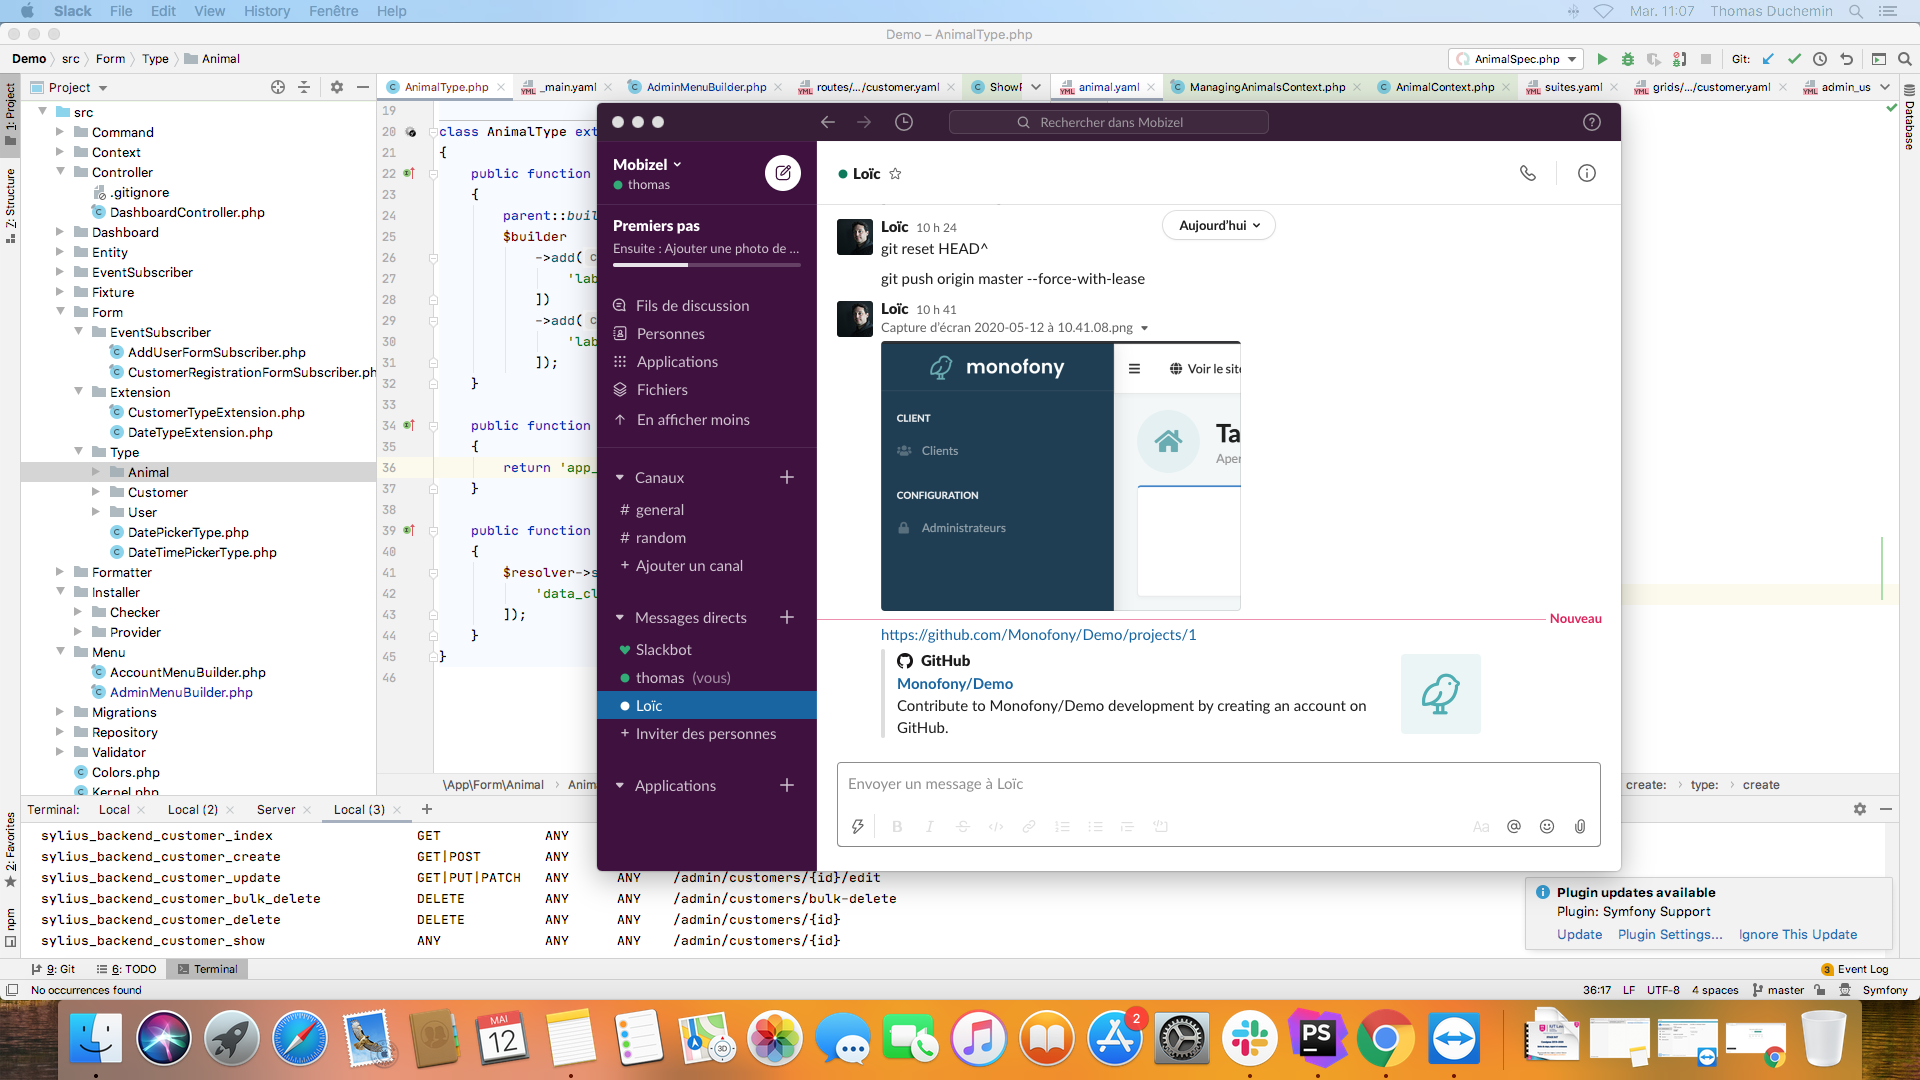 Slack File Edit View History Fenêtre Help Mar. 11:07 Thomas Duchemin
Demo – AnimalType.php
Demo src Form Type Animal AnimalSpec.php Git:
Project AnimalType.php _main.yaml AdminMenuBuilder.php routes/.../customer.yaml ShowF animal.yaml ManagingAnimalsContext.php AnimalContext.php suites.yaml grids/.../customer.yaml admin_us
1: Project
Z: Structure
2: Favorites
npm
Database
src
Command
Context
Controller
.gitignore
DashboardController.php
Dashboard
Entity
EventSubscriber
Fixture
Form
EventSubscriber
AddUserFormSubscriber.php
CustomerRegistrationFormSubscriber.ph
Extension
CustomerTypeExtension.php
DateTypeExtension.php
Type
Animal
Customer
User
DatePickerType.php
DateTimePickerType.php
Formatter
Installer
Checker
Provider
Menu
AccountMenuBuilder.php
AdminMenuBuilder.php
Migrations
Repository
Validator
Colors.php
Kernel.php
19
20 class AnimalType ext
21 {
22 public function
23 {
24 parent::buil
25 $builder
26 ->add( c
27 'lab
28 ])
29 ->add( c
30 'lab
31 ]);
32 }
33
34 public function
35 {
36 return 'app_
37 }
38
39 public function
40 {
41 $resolver->s
42 'data_cl
43 ]);
44 }
45 }
46
\App\Form\Animal Anim
create: type: create
Rechercher dans Mobizel
Mobizel
thomas
Premiers pas
Ensuite : Ajouter une photo de ...
Fils de discussion
Personnes
Applications
Fichiers
En afficher moins
Canaux
# general
# random
+ Ajouter un canal
Messages directs
Slackbot
thomas (vous)
Loïc
+ Inviter des personnes
Applications
Loïc
Aujourd'hui
Loïc 10 h 24
git reset HEAD^
git push origin master --force-with-lease
Loïc 10 h 41
Capture d'écran 2020-05-12 à 10.41.08.png
monofony
Voir le site
CLIENT
Clients
Ta
Aper
CONFIGURATION
Administrateurs
Nouveau
https://github.com/Monofony/Demo/projects/1
GitHub
Monofony/Demo
Contribute to Monofony/Demo development by creating an account on
GitHub.
Envoyer un message à Loïc
B I S Aa @
Terminal: Local Local (2) Server Local (3)
sylius_backend_customer_index GET ANY
sylius_backend_customer_create GET|POST ANY
sylius_backend_customer_update GET|PUT|PATCH ANY ANY /admin/customers/{id}/edit
sylius_backend_customer_bulk_delete DELETE ANY ANY /admin/customers/bulk-delete
sylius_backend_customer_delete DELETE ANY ANY /admin/customers/{id}
sylius_backend_customer_show ANY ANY ANY /admin/customers/{id}
Plugin updates available
Plugin: Symfony Support
Update Plugin Settings... Ignore This Update
9: Git 6: TODO Terminal 3 Event Log
No occurrences found 36:17 LF UTF-8 4 spaces master Symfony
MAI
12
3D
2
PS